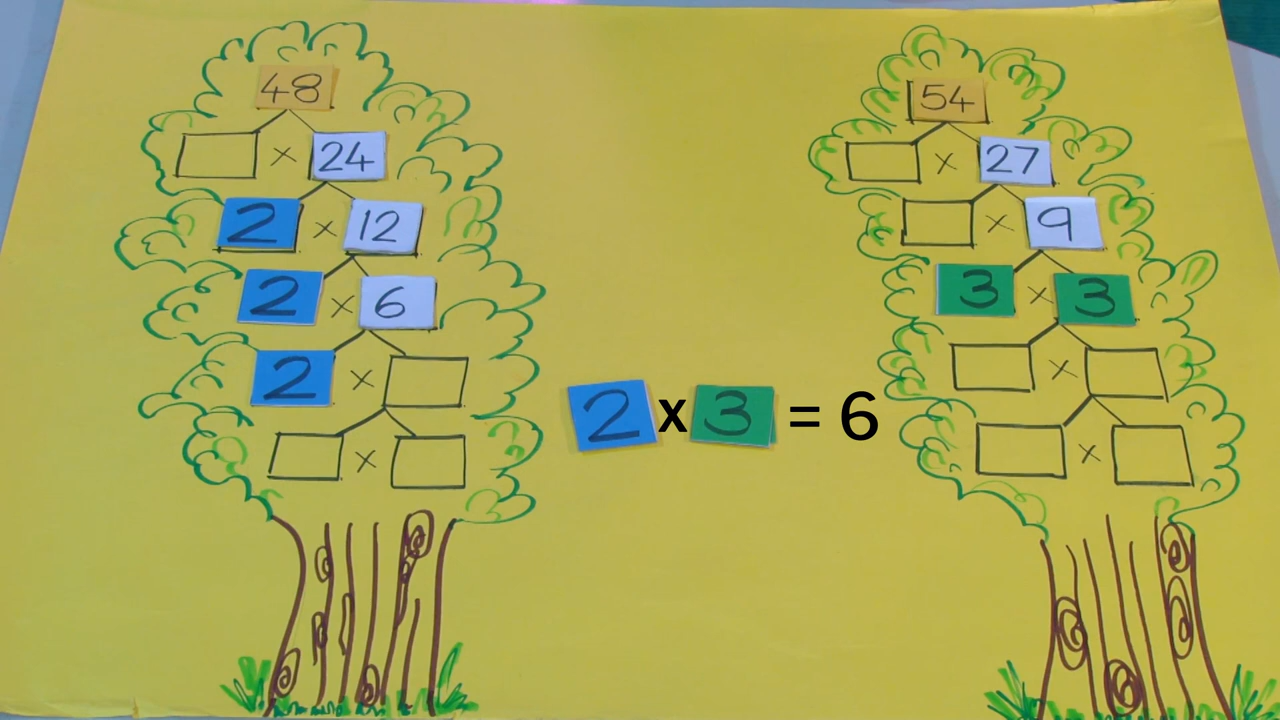 48
× 24
2 × 12
2 × 6
2 ×
×
2 x 3 = 6
54
× 27
× 9
3 × 3
×
×